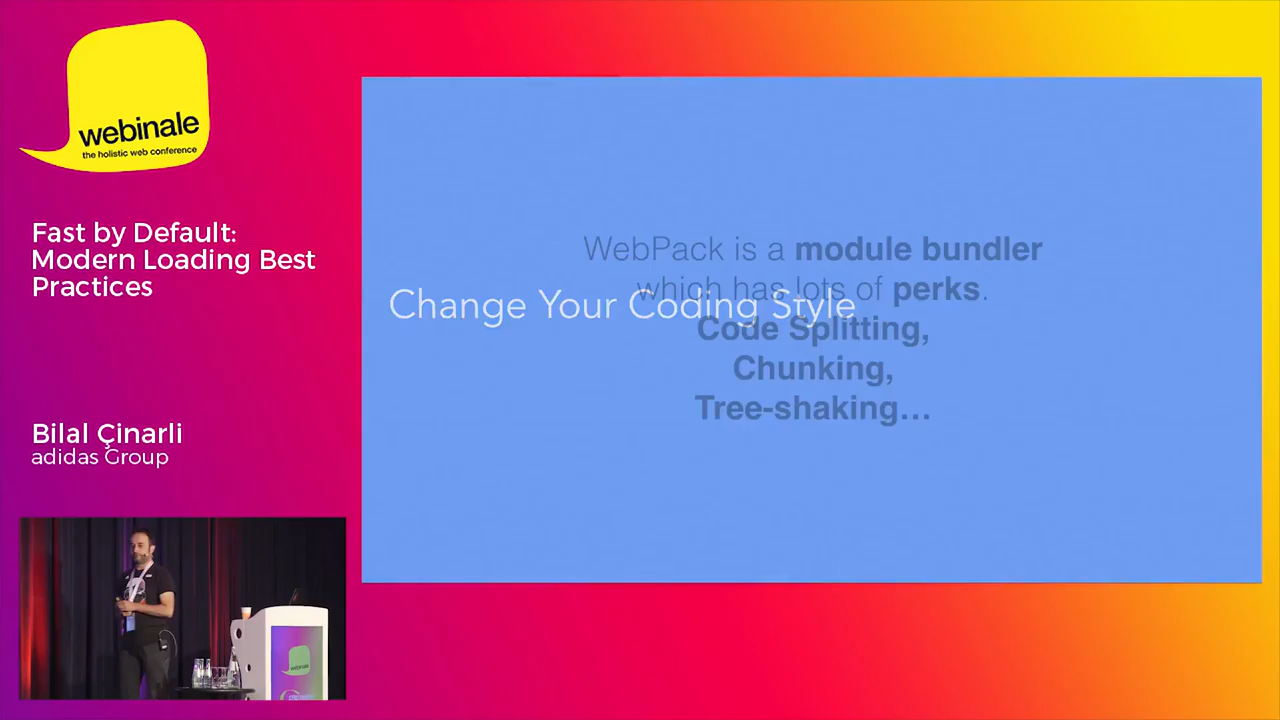 webinale
the holistic web conference
Fast by Default:
Modern Loading Best
Practices
Bilal Çinarli
adidas Group
WebPack is a module bundler
which has lots of perks.
Change Your Coding Style
Code Splitting,
Chunking,
Tree-shaking…
webinale